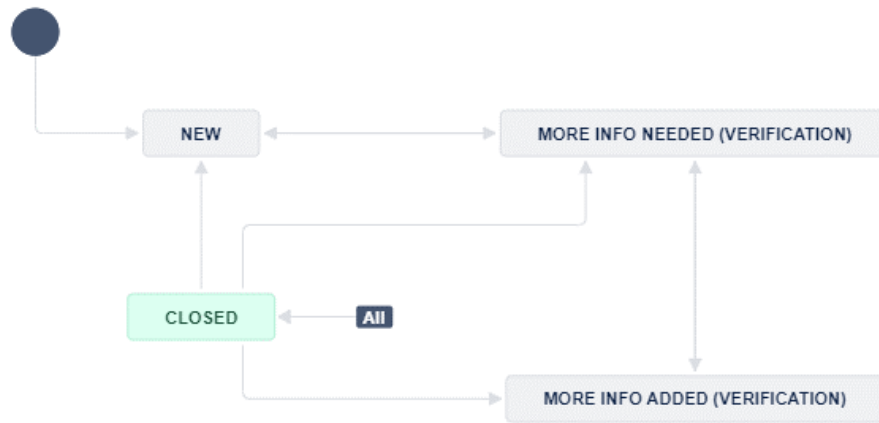 NEW
MORE INFO NEEDED (VERIFICATION)
CLOSED
All
MORE INFO ADDED (VERIFICATION)